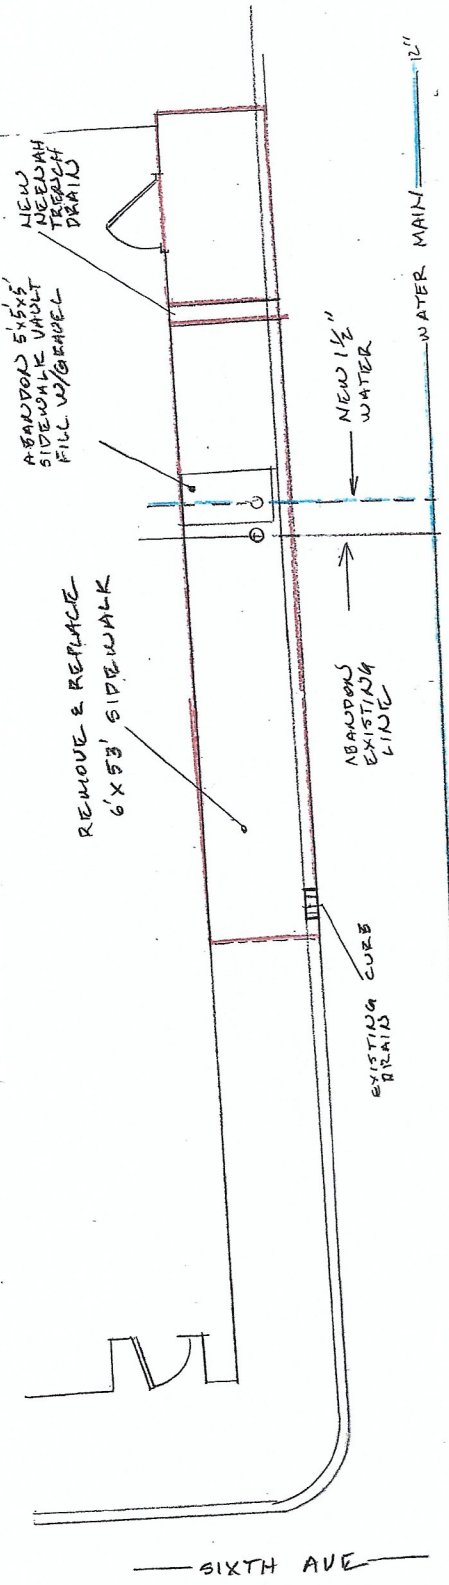 NEW
NEENAH
TRENCH
DRAIN
ABANDON 5'x5'x5'
SIDEWALK VAULT
FILL W/GRAVEL
REMOVE & REPLACE
6'X53' SIDEWALK
NEW 1½"
WATER
WATER MAIN
12"
ABANDON
EXISTING
LINE
EXISTING CURB
DRAIN
SIXTH AVE